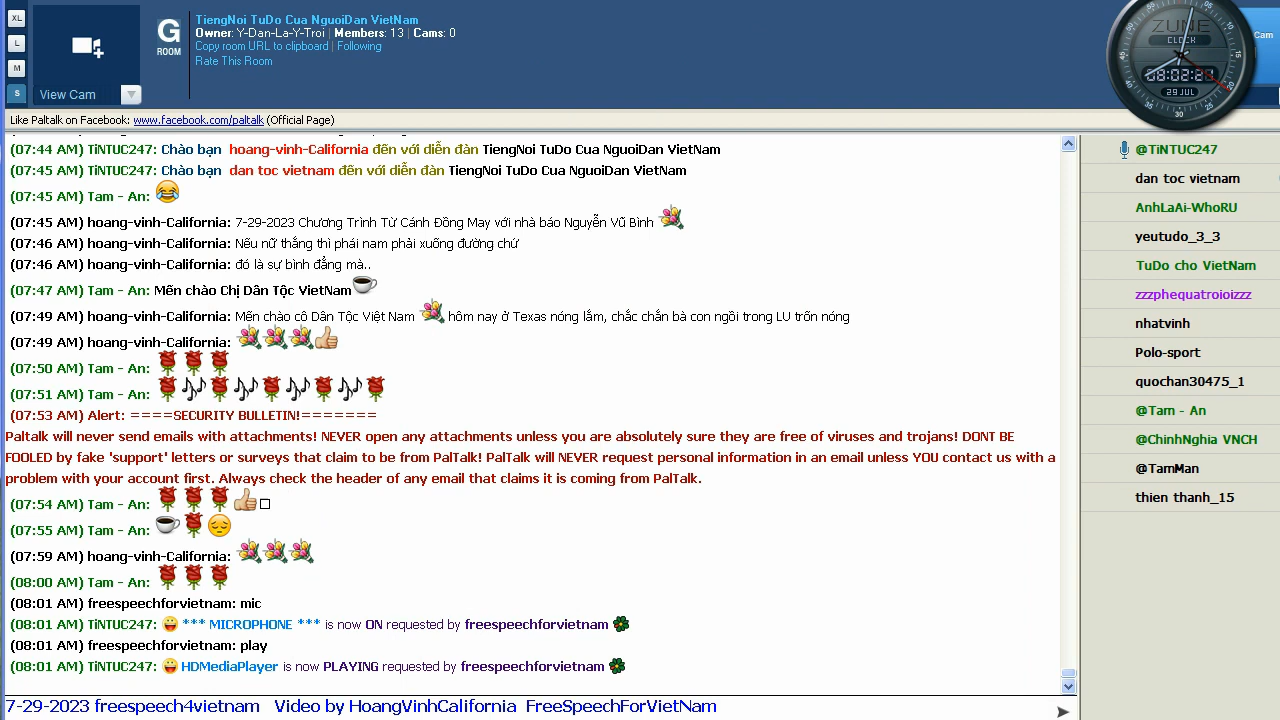 XL
L
M
S
View Cam
G
ROOM
TiengNoi TuDo Cua NguoiDan VietNam
Owner: Y-Dan-La-Y-Troi | Members: 13 | Cams: 0
Copy room URL to clipboard | Following
Rate This Room
ZUNE
CLOCK
08:02:2
29 JUL
Cam
Like Paltalk on Facebook: www.facebook.com/paltalk (Official Page)
(07:44 AM) TiNTUC247: Chào bạn hoang-vinh-California đến với diễn đàn TiengNoi TuDo Cua NguoiDan VietNam
(07:45 AM) TiNTUC247: Chào bạn dan toc vietnam đến với diễn đàn TiengNoi TuDo Cua NguoiDan VietNam
(07:45 AM) Tam - An: 😂
(07:45 AM) hoang-vinh-California: 7-29-2023 Chương Trình Từ Cánh Đồng May với nhà báo Nguyễn Vũ Bình 💐
(07:46 AM) hoang-vinh-California: Nếu nữ thắng thì phái nam phài xuống đường chứ
(07:46 AM) hoang-vinh-California: đó là sự bình đẳng mà..
(07:47 AM) Tam - An: Mến chào Chị Dân Tộc VietNam☕
(07:49 AM) hoang-vinh-California: Mến chào cô Dân Tộc Việt Nam 💐 hôm nay ở Texas nóng lắm, chắc chắn bà con ngồi trong LU trốn nóng
(07:49 AM) hoang-vinh-California: 💐💐💐👍
(07:50 AM) Tam - An: 🌹🌹🌹
(07:51 AM) Tam - An: 🌹🎶🌹🎶🌹🎶🌹🎶🌹
(07:53 AM) Alert: ====SECURITY BULLETIN!=======
Paltalk will never send emails with attachments! NEVER open any attachments unless you are absolutely sure they are free of viruses and trojans! DONT BE
FOOLED by fake 'support' letters or surveys that claim to be from PalTalk! PalTalk will NEVER request personal information in an email unless YOU contact us with a
problem with your account first. Always check the header of any email that claims it is coming from PalTalk.
(07:54 AM) Tam - An: 🌹🌹🌹👍□
(07:55 AM) Tam - An: ☕🌹😔
(07:59 AM) hoang-vinh-California: 💐💐💐
(08:00 AM) Tam - An: 🌹🌹🌹
(08:01 AM) freespeechforvietnam: mic
(08:01 AM) TiNTUC247: 😀 *** MICROPHONE *** is now ON requested by freespeechforvietnam 🍀
(08:01 AM) freespeechforvietnam: play
(08:01 AM) TiNTUC247: 😀 HDMediaPlayer is now PLAYING requested by freespeechforvietnam 🍀
7-29-2023 freespeech4vietnam Video by HoangVinhCalifornia FreeSpeechForVietNam
@TiNTUC247
dan toc vietnam
AnhLaAi-WhoRU
yeutudo_3_3
TuDo cho VietNam
zzzphequatroioizzz
nhatvinh
Polo-sport
quochan30475_1
@Tam - An
@ChinhNghia VNCH
@TamMan
thien thanh_15